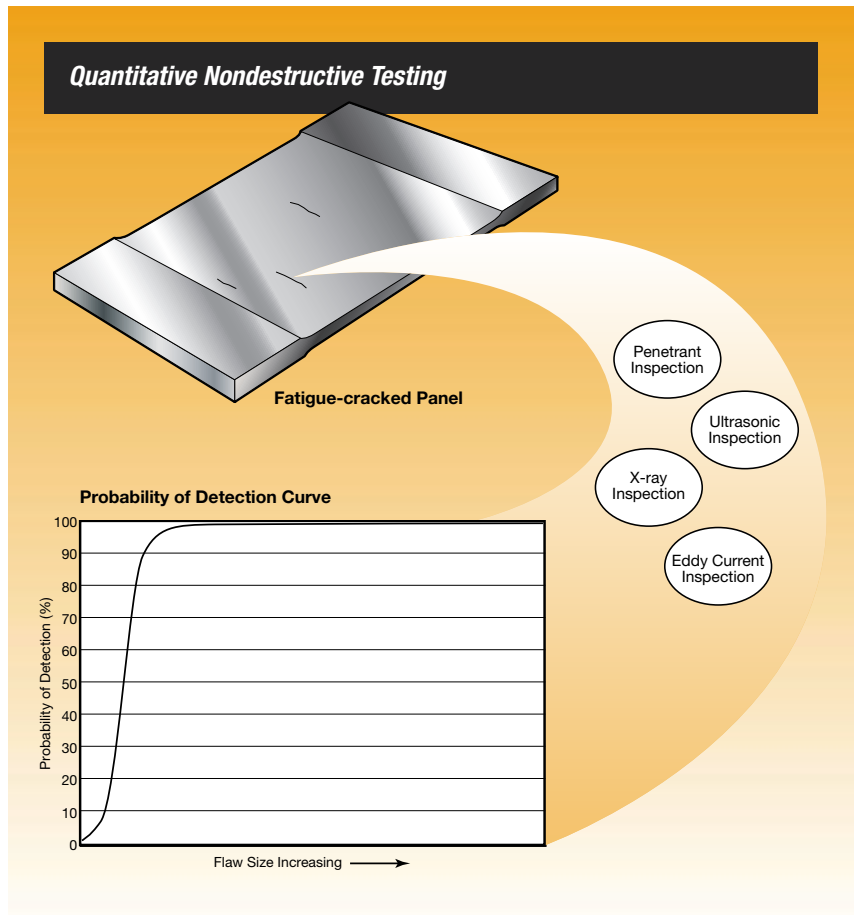 Quantitative Nondestructive Testing
Fatigue-cracked Panel
Penetrant
Inspection
Ultrasonic
Inspection
X-ray
Inspection
Eddy Current
Inspection
Probability of Detection Curve
Probability of Detection (%)
100
90
80
70
60
50
40
30
20
10
0
Flaw Size Increasing